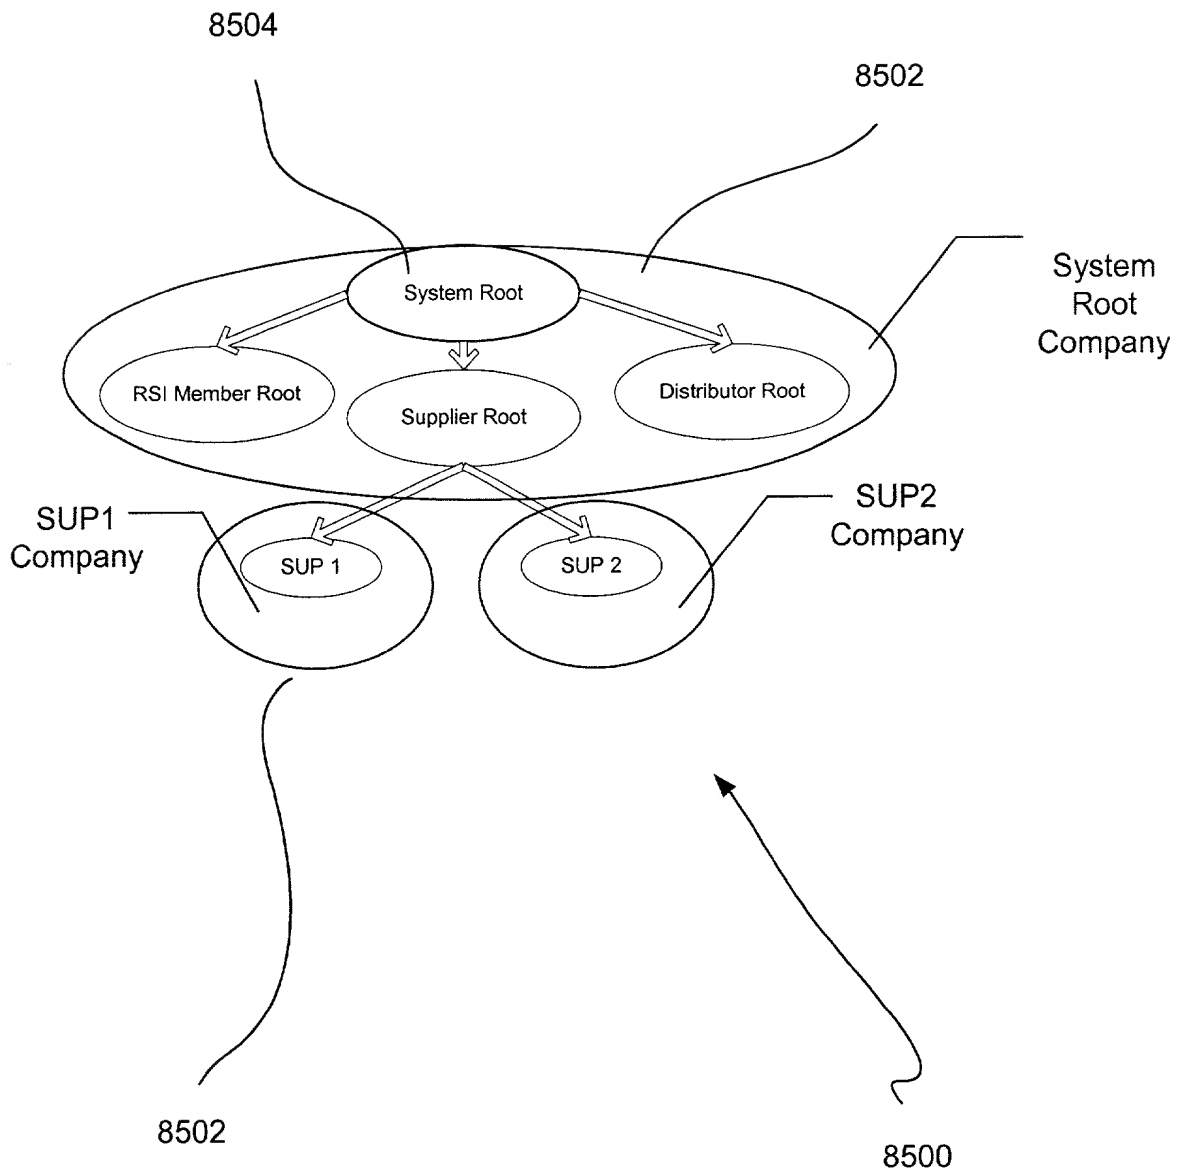 8504
8502
System Root
System
Root
Company
RSI Member Root
Supplier Root
Distributor Root
SUP1
Company
SUP2
Company
SUP 1
SUP 2
8502
8500